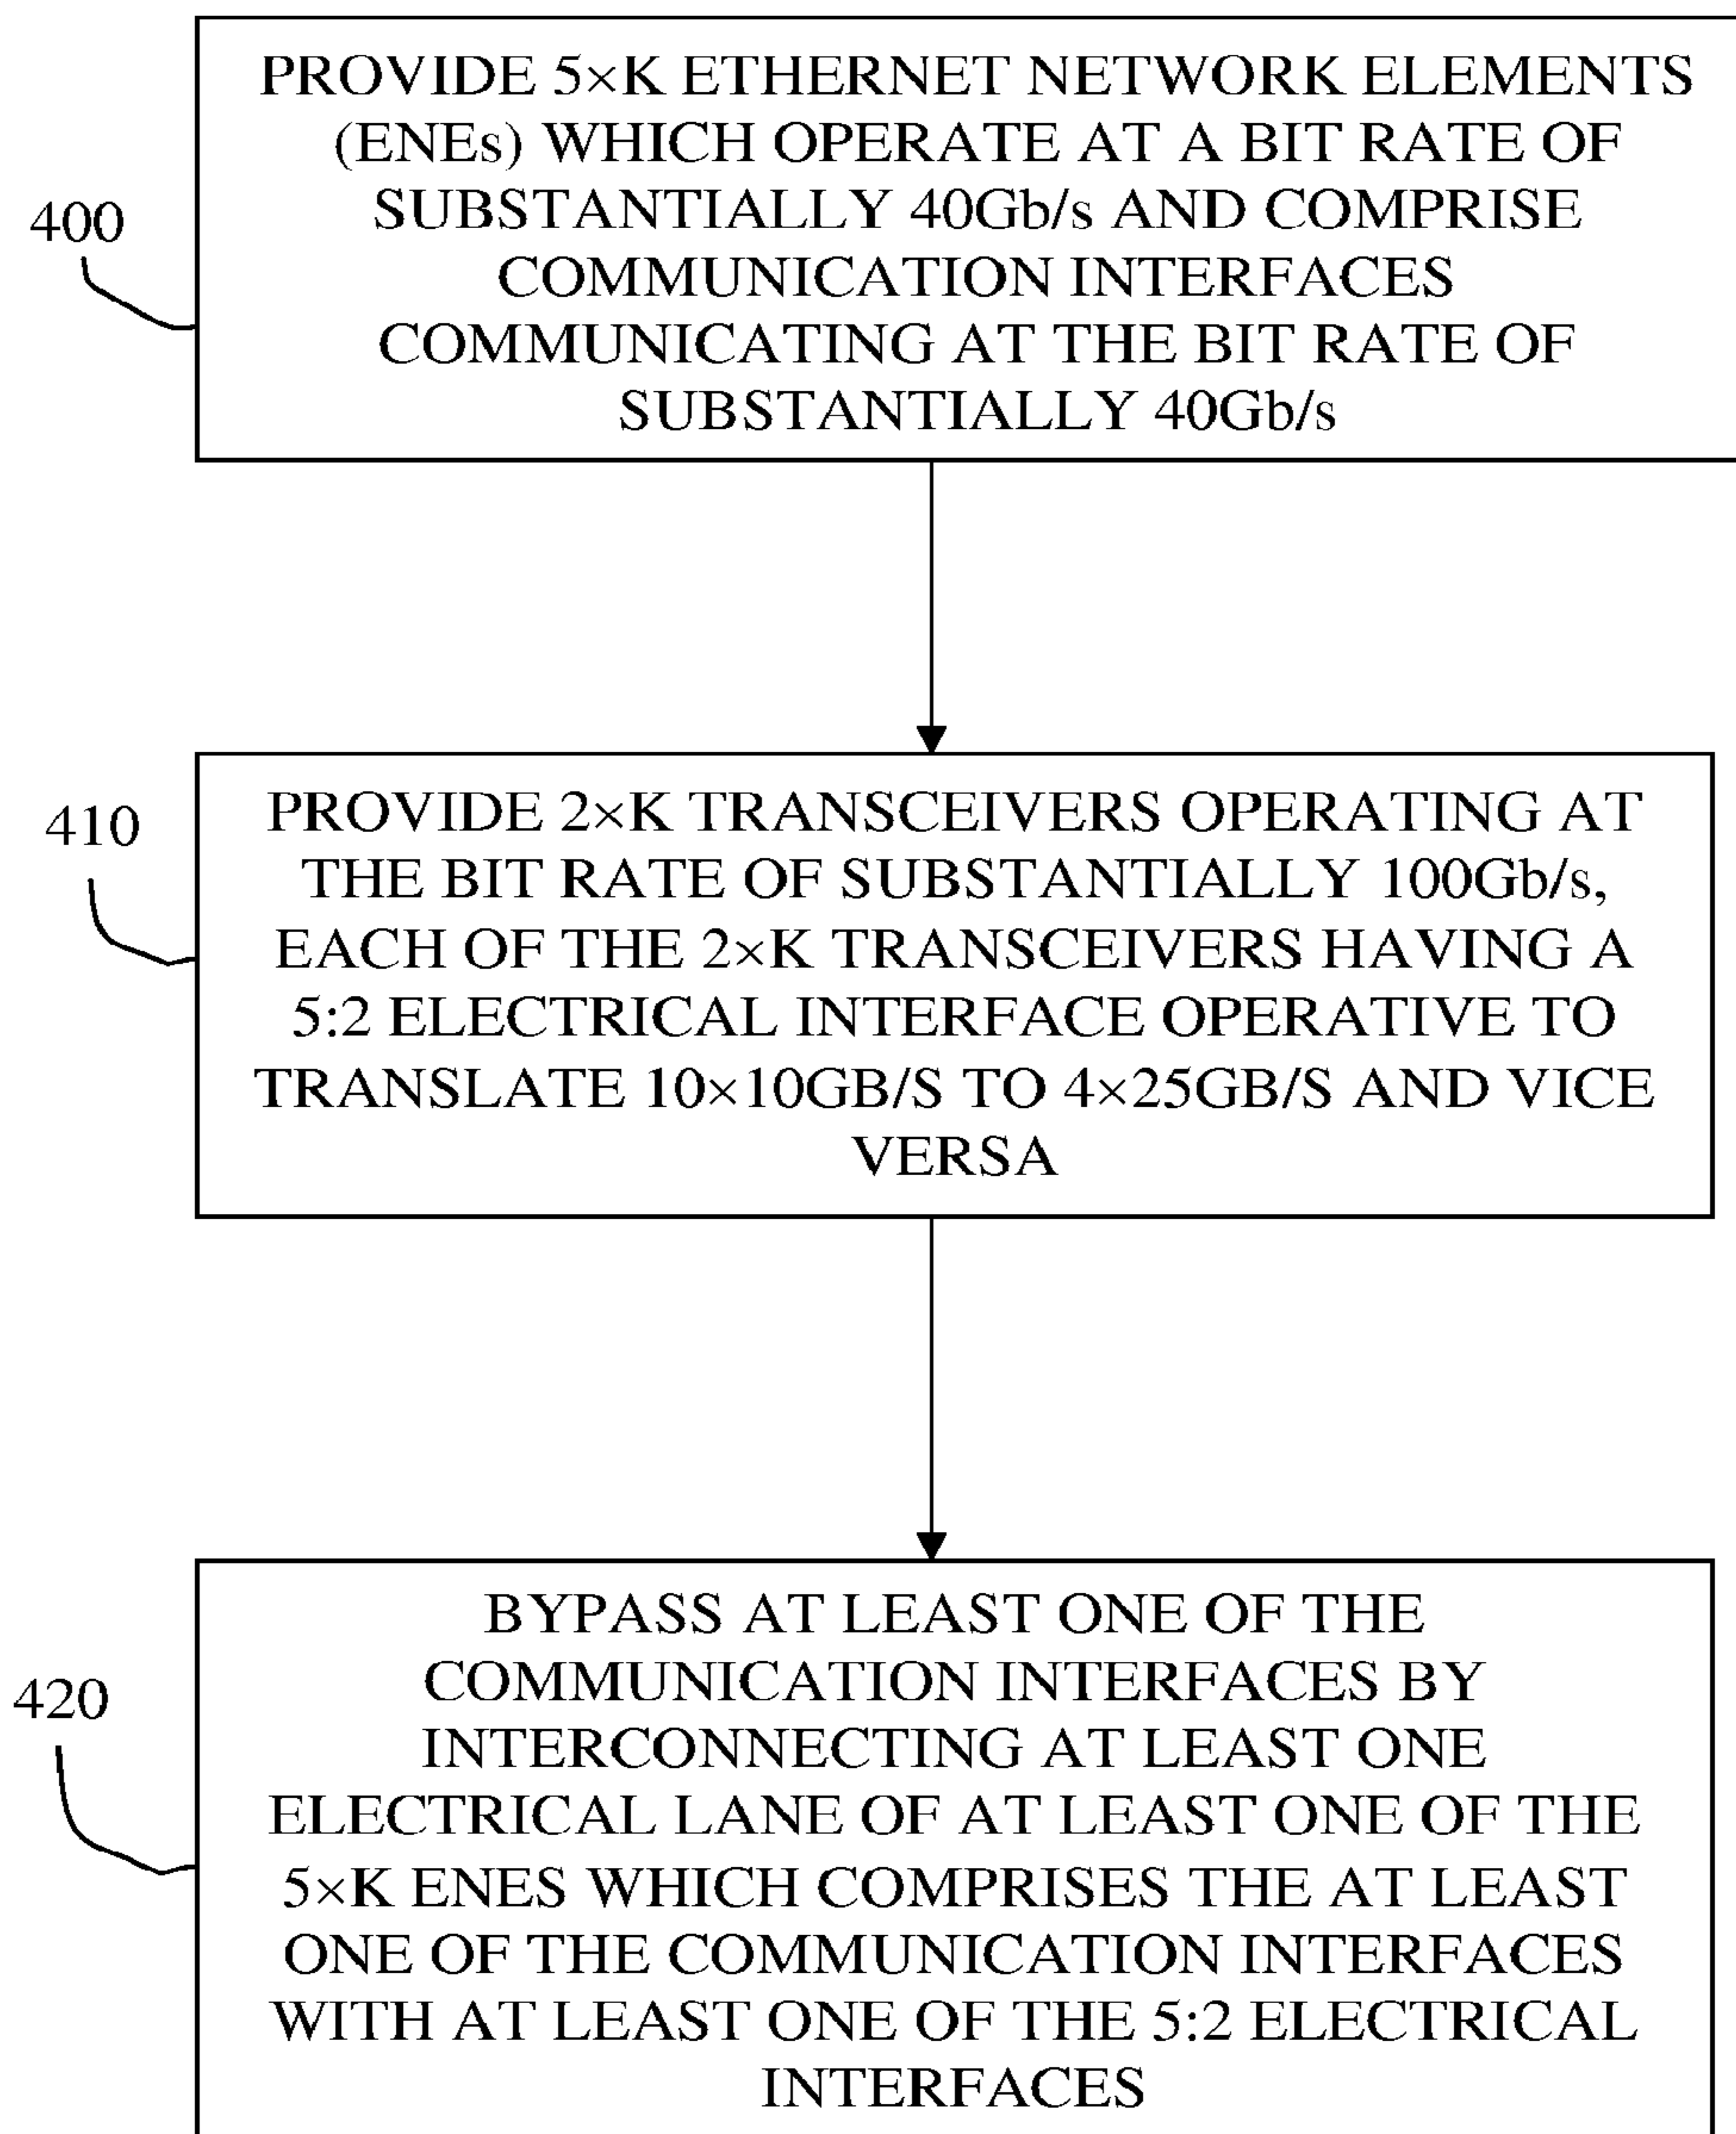 PROVIDE 5×K ETHERNET NETWORK ELEMENTS
(ENEs) WHICH OPERATE AT A BIT RATE OF
SUBSTANTIALLY 40Gb/s AND COMPRISE
COMMUNICATION INTERFACES
COMMUNICATING AT THE BIT RATE OF
SUBSTANTIALLY 40Gb/s
400
PROVIDE 2×K TRANSCEIVERS OPERATING AT
THE BIT RATE OF SUBSTANTIALLY 100Gb/s,
EACH OF THE 2×K TRANSCEIVERS HAVING A
5:2 ELECTRICAL INTERFACE OPERATIVE TO
TRANSLATE 10×10GB/S TO 4×25GB/S AND VICE
VERSA
410
BYPASS AT LEAST ONE OF THE
COMMUNICATION INTERFACES BY
INTERCONNECTING AT LEAST ONE
ELECTRICAL LANE OF AT LEAST ONE OF THE
5×K ENES WHICH COMPRISES THE AT LEAST
ONE OF THE COMMUNICATION INTERFACES
WITH AT LEAST ONE OF THE 5:2 ELECTRICAL
INTERFACES
420